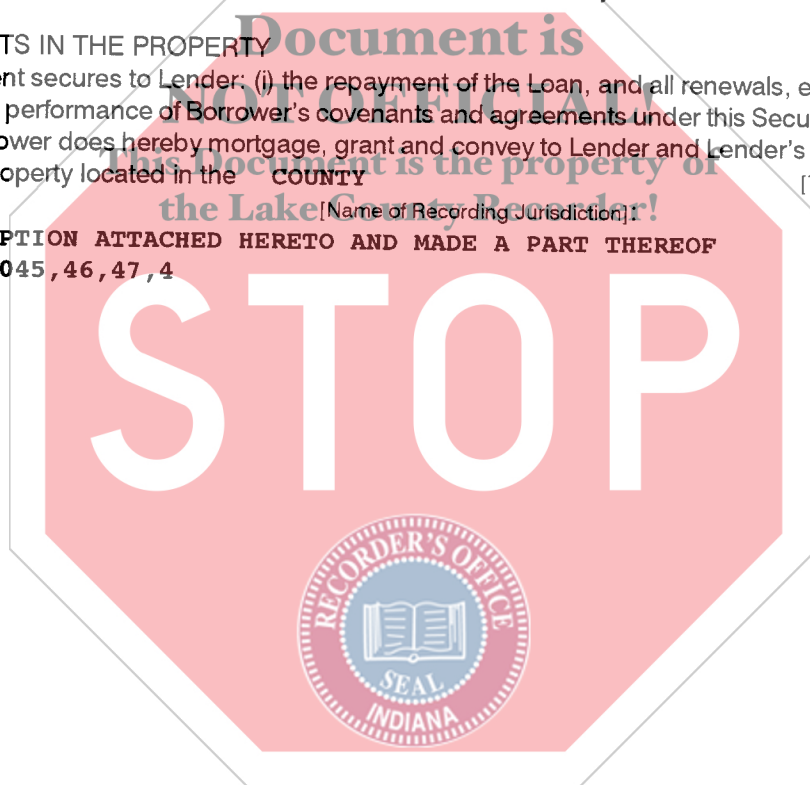 Document is
TS IN THE PROPERTY
ent secures to Lender: (i) the repayment of the Loan, and all renewals, e
NOT OFFICIAL!
performance of Borrower's covenants and agreements under this Secu
ower does hereby mortgage, grant and convey to Lender and Lender's
This Document is the property of
operty located in the COUNTY
the Lake County Recorder!
[Name of Recording Jurisdiction]:
PTION ATTACHED HERETO AND MADE A PART THEREOF
045,46,47,4
STOP
RECORDER'S OFFICE
SEAL
INDIANA